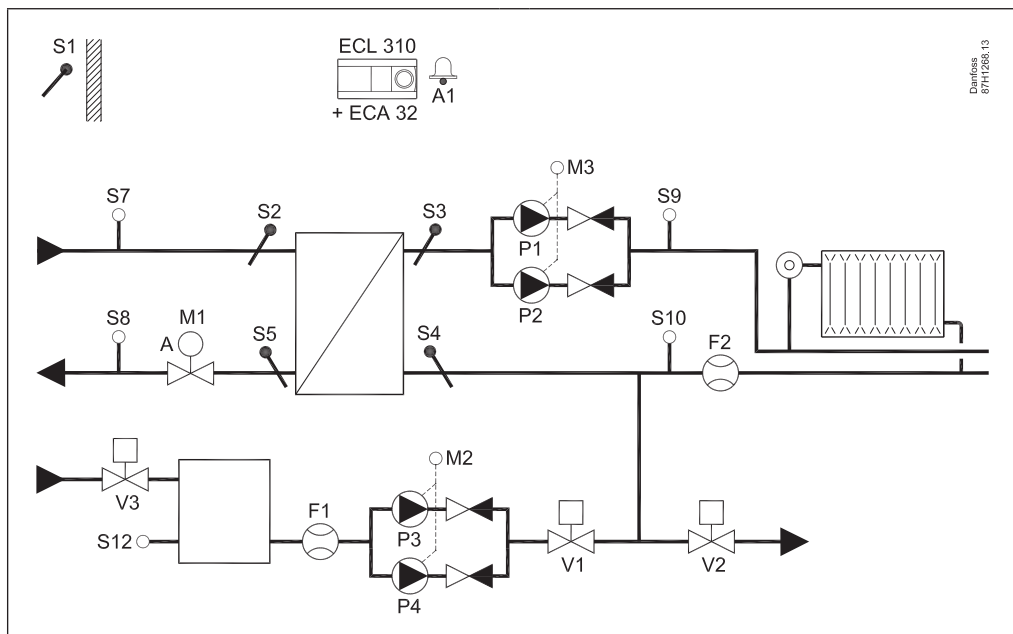 S1
ECL 310
+ ECA 32
A1
Danfoss
87H1268.13
M3
S7
S2
S3
S9
P1
P2
S8
M1
A
S5
S4
S10
F2
M2
V3
S12
F1
P3
P4
V1
V2